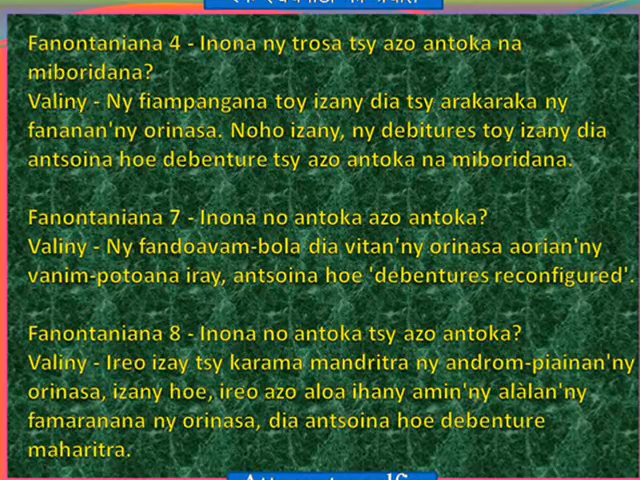 Fanontaniana 4 - Inona ny trosa tsy azo antoka na
miboridana?
Valiny - Ny fiampangana toy izany dia tsy arakaraka ny
fananan'ny orinasa. Noho izany, ny debitures toy izany dia
antsoina hoe debenture tsy azo antoka na miboridana.
Fanontaniana 7 - Inona no antoka azo antoka?
Valiny - Ny fandoavam-bola dia vitan'ny orinasa aorian'ny
vanim-potoana iray, antsoina hoe 'debentures reconfigured'.
Fanontaniana 8 - Inona no antoka tsy azo antoka?
Valiny - Ireo izay tsy karama mandritra ny androm-piainan'ny
orinasa, izany hoe, ireo azo aloa ihany amin'ny alàlan'ny
famaranana ny orinasa, dia antsoina hoe debenture
maharitra.